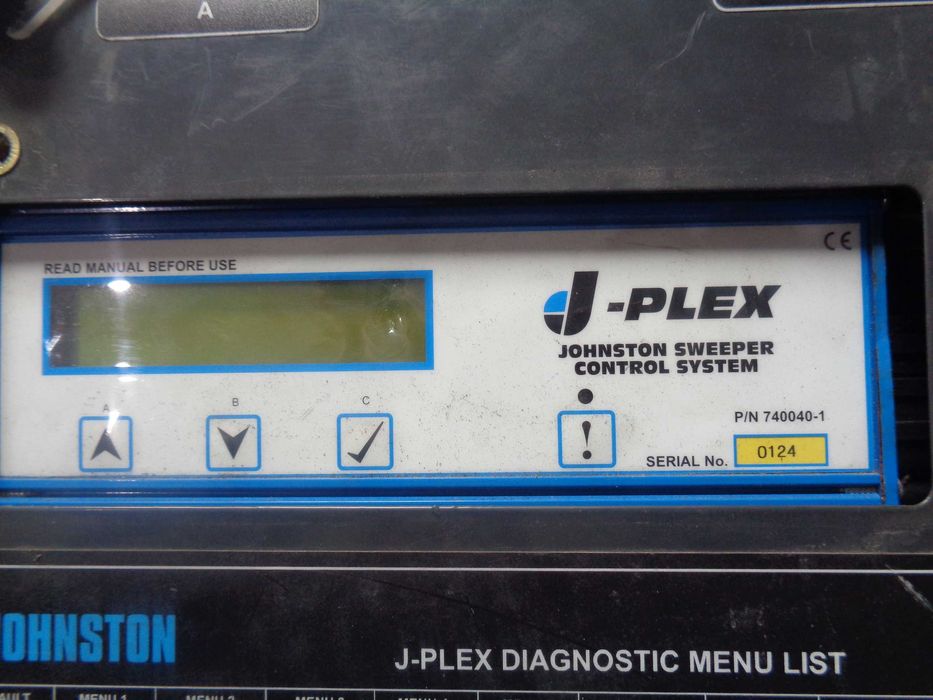 A
CE
READ MANUAL BEFORE USE
J-PLEX
JOHNSTON SWEEPER
CONTROL SYSTEM
A B C
!
P/N 740040-1
SERIAL No. 0124
JOHNSTON
J-PLEX DIAGNOSTIC MENU LIST
MENU 1 MENU 2 MENU 3